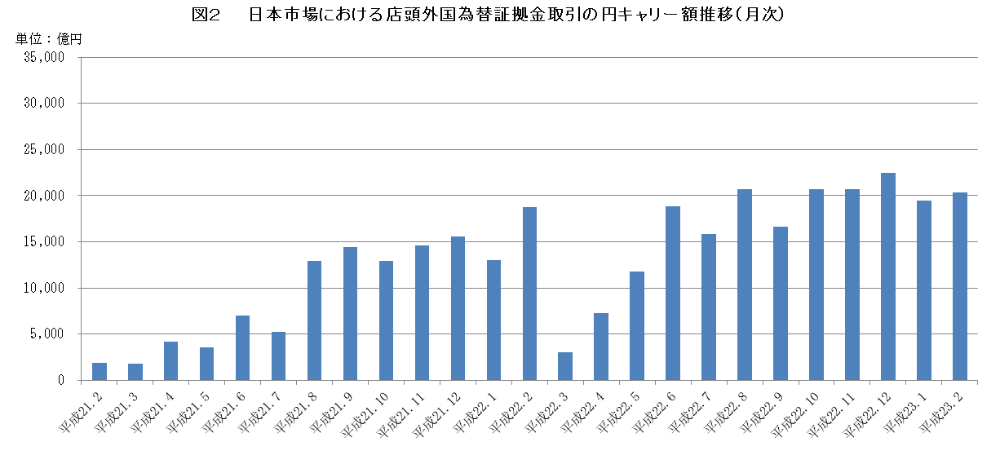 図２　日本市場における店頭外国為替証拠金取引の円キャリー額推移（月次）
単位：億円
35,000
30,000
25,000
20,000
15,000
10,000
5,000
0
平成21.2
平成21.3
平成21.4
平成21.5
平成21.6
平成21.7
平成21.8
平成21.9
平成21.10
平成21.11
平成21.12
平成22.1
平成22.2
平成22.3
平成22.4
平成22.5
平成22.6
平成22.7
平成22.8
平成22.9
平成22.10
平成22.11
平成22.12
平成23.1
平成23.2